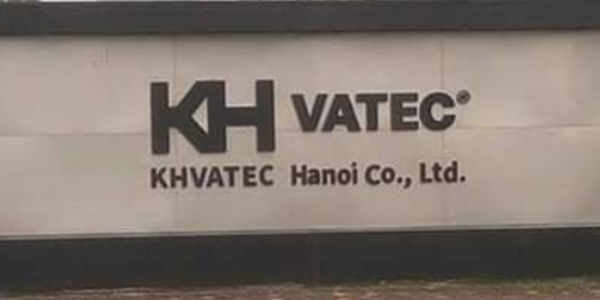 KH VATEC®
KHVATEC Hanoi Co., Ltd.